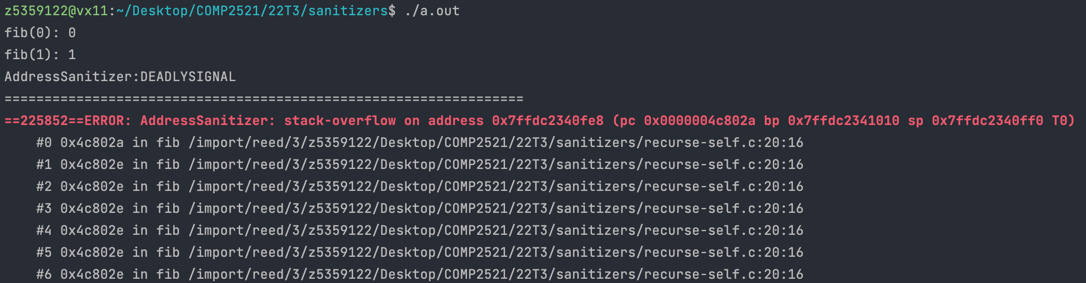 z5359122@vx11:~/Desktop/COMP2521/22T3/sanitizers$ ./a.out
fib(0): 0
fib(1): 1
AddressSanitizer:DEADLYSIGNAL
=================================================================
==225852==ERROR: AddressSanitizer: stack-overflow on address 0x7ffdc2340fe8 (pc 0x0000004c802a bp 0x7ffdc2341010 sp 0x7ffdc2340ff0 T0)
    #0 0x4c802a in fib /import/reed/3/z5359122/Desktop/COMP2521/22T3/sanitizers/recurse-self.c:20:16
    #1 0x4c802e in fib /import/reed/3/z5359122/Desktop/COMP2521/22T3/sanitizers/recurse-self.c:20:16
    #2 0x4c802e in fib /import/reed/3/z5359122/Desktop/COMP2521/22T3/sanitizers/recurse-self.c:20:16
    #3 0x4c802e in fib /import/reed/3/z5359122/Desktop/COMP2521/22T3/sanitizers/recurse-self.c:20:16
    #4 0x4c802e in fib /import/reed/3/z5359122/Desktop/COMP2521/22T3/sanitizers/recurse-self.c:20:16
    #5 0x4c802e in fib /import/reed/3/z5359122/Desktop/COMP2521/22T3/sanitizers/recurse-self.c:20:16
    #6 0x4c802e in fib /import/reed/3/z5359122/Desktop/COMP2521/22T3/sanitizers/recurse-self.c:20:16